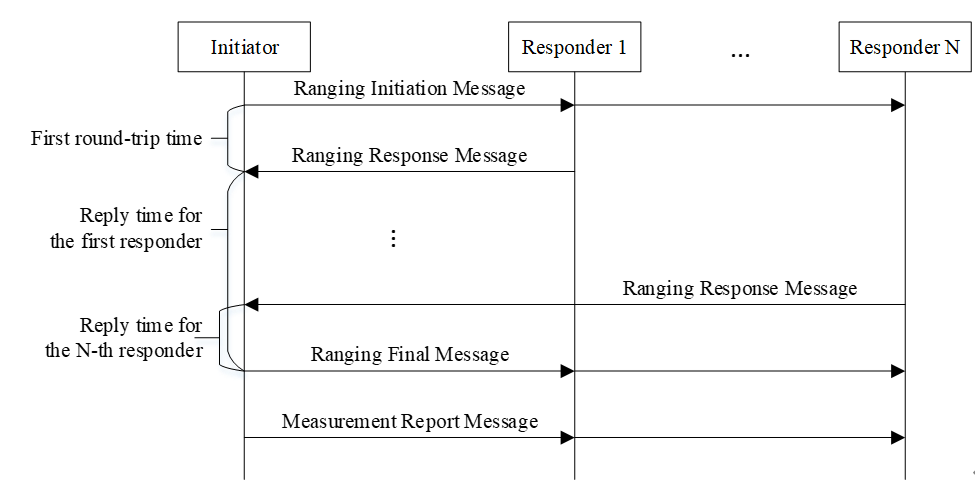 Initiator
Responder 1
...
Responder N
Ranging Initiation Message
First round-trip time
Ranging Response Message
Reply time for
the first responder
Ranging Response Message
Reply time for
the N-th responder
Ranging Final Message
Measurement Report Message